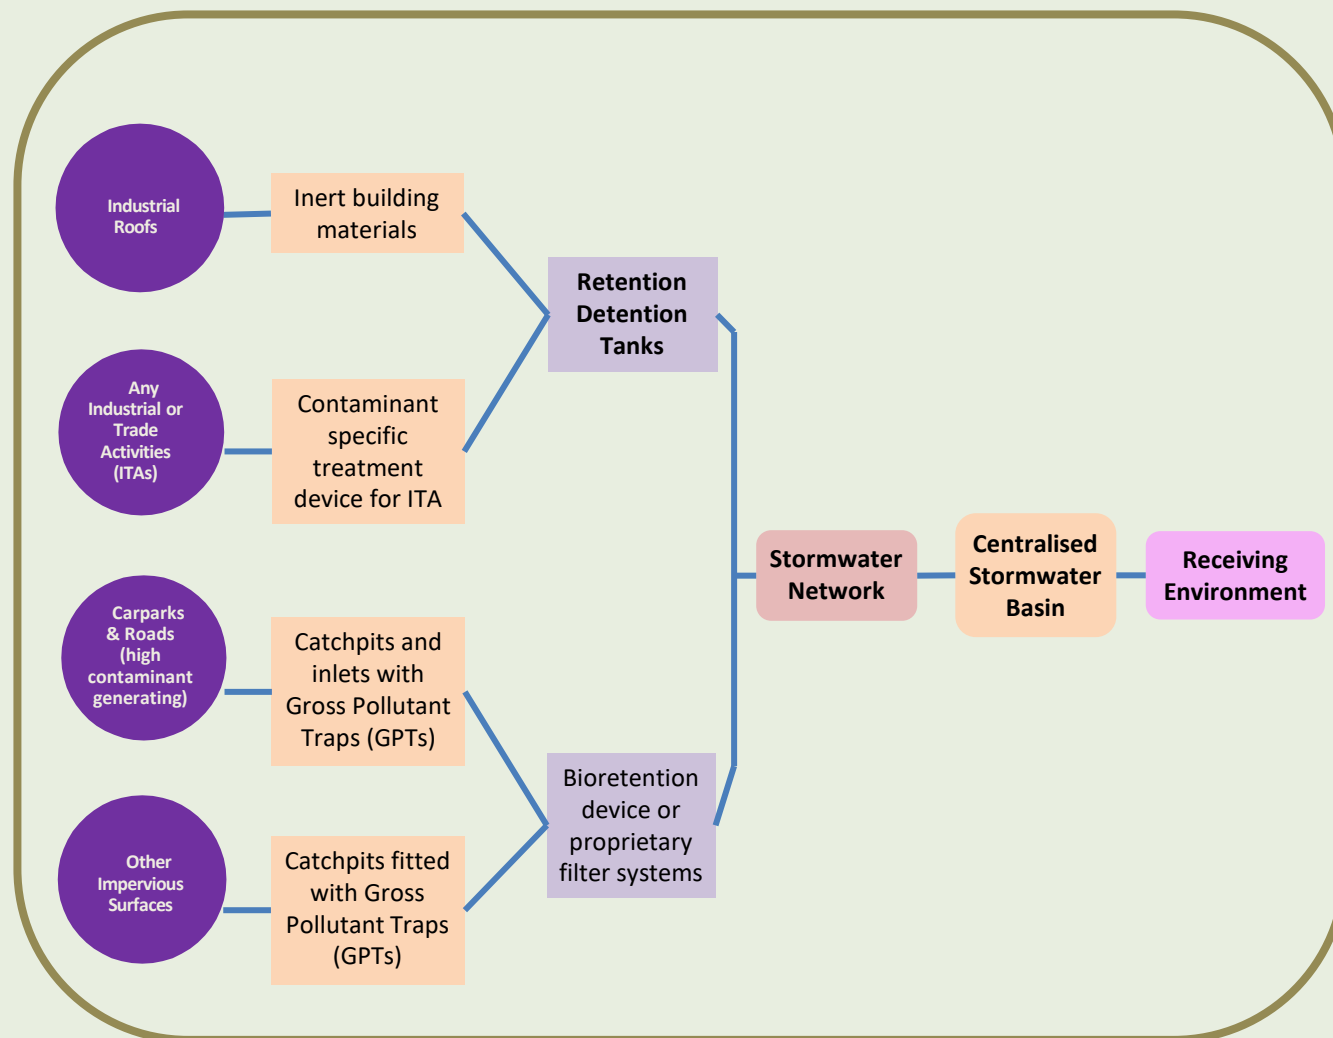 Industrial
Roofs
Inert building
materials
Retention
Detention
Tanks
Any
Industrial or
Trade
Activities
(ITAs)
Contaminant
specific
treatment
device for ITA
Carparks
& Roads
(high
contaminant
generating)
Catchpits and
inlets with
Gross Pollutant
Traps (GPTs)
Other
Impervious
Surfaces
Catchpits fitted
with Gross
Pollutant Traps
(GPTs)
Bioretention
device or
proprietary
filter systems
Stormwater
Network
Centralised
Stormwater
Basin
Receiving
Environment